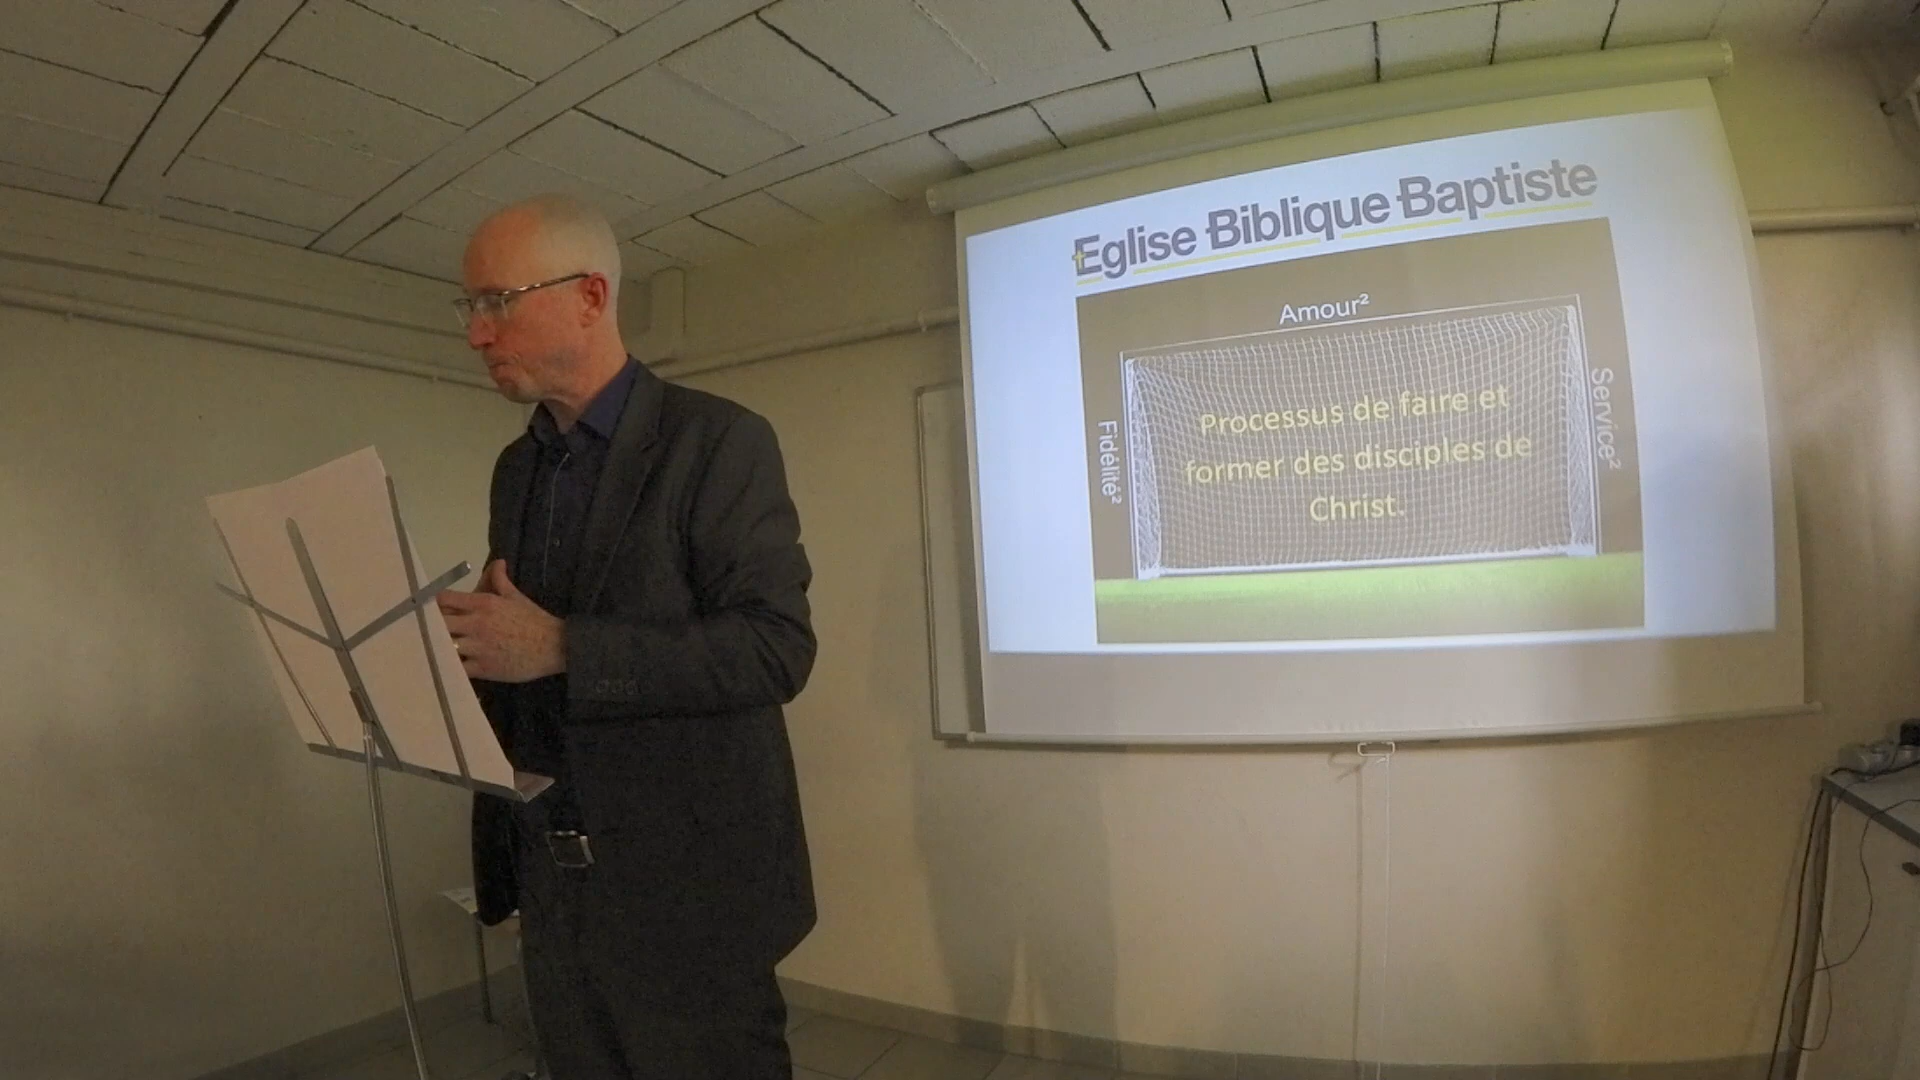 Eglise Biblique Baptiste
Amour²
Fidélité²
Processus de faire et
former des disciples de
Christ.
Service²